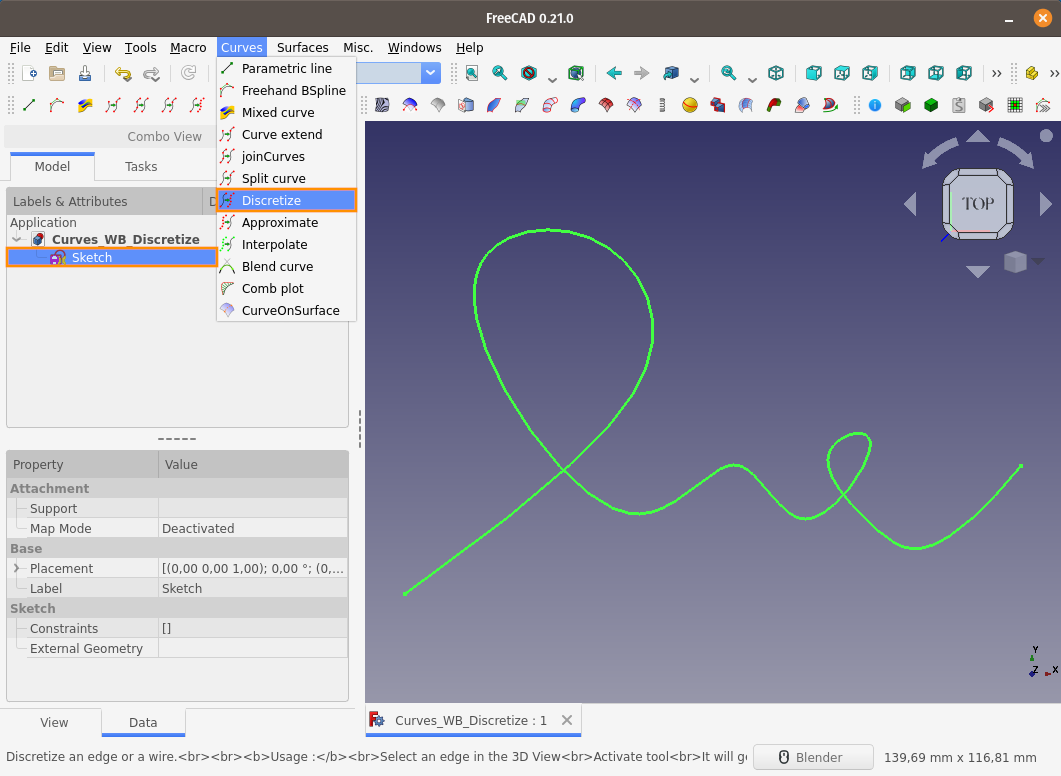 FreeCAD 0.21.0
File Edit View Tools Macro Curves Surfaces Misc. Windows Help
Parametric line
Freehand BSpline
Mixed curve
Curve extend
joinCurves
Split curve
Discretize
Approximate
Interpolate
Blend curve
Comb plot
CurveOnSurface
Combo View
Model Tasks
Labels & Attributes D
Application
Curves_WB_Discretize
Sketch
TOP
Property Value
Attachment
Support
Map Mode Deactivated
Base
Placement [(0,00 0,00 1,00); 0,00 °; (0,...
Label Sketch
Sketch
Constraints []
External Geometry
Y
Z X
View Data
Curves_WB_Discretize : 1
Discretize an edge or a wire.<br><br><b>Usage :</b><br>Select an edge in the 3D View<br>Activate tool<br>It will g
Blender
139,69 mm x 116,81 mm